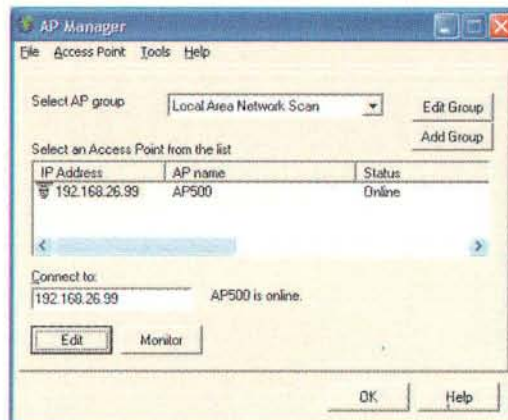 AP Manager
File Access Point Tools Help
Select AP group Local Area Network Scan Edit Group
Add Group
Select an Access Point from the list
IP Address AP name Status
192.168.26.99 AP500 Online
Connect to:
192.168.26.99 AP500 is online.
Edit Monitor
OK Help